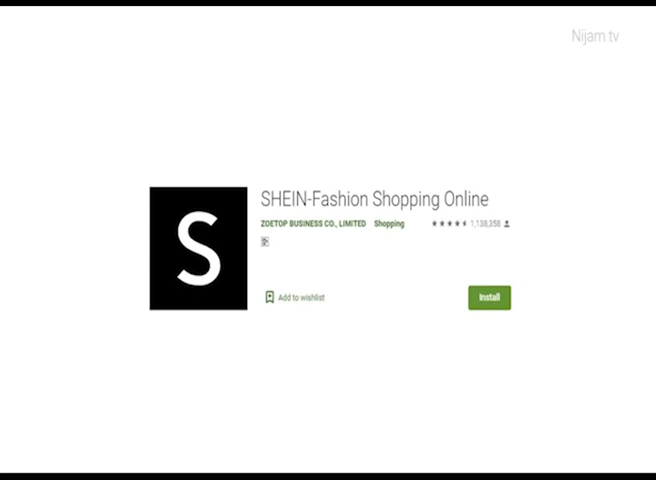 Nijam tv
S
SHEIN-Fashion Shopping Online
ZOETOP BUSINESS CO., LIMITED Shopping 1,138,358
Add to wishlist Install